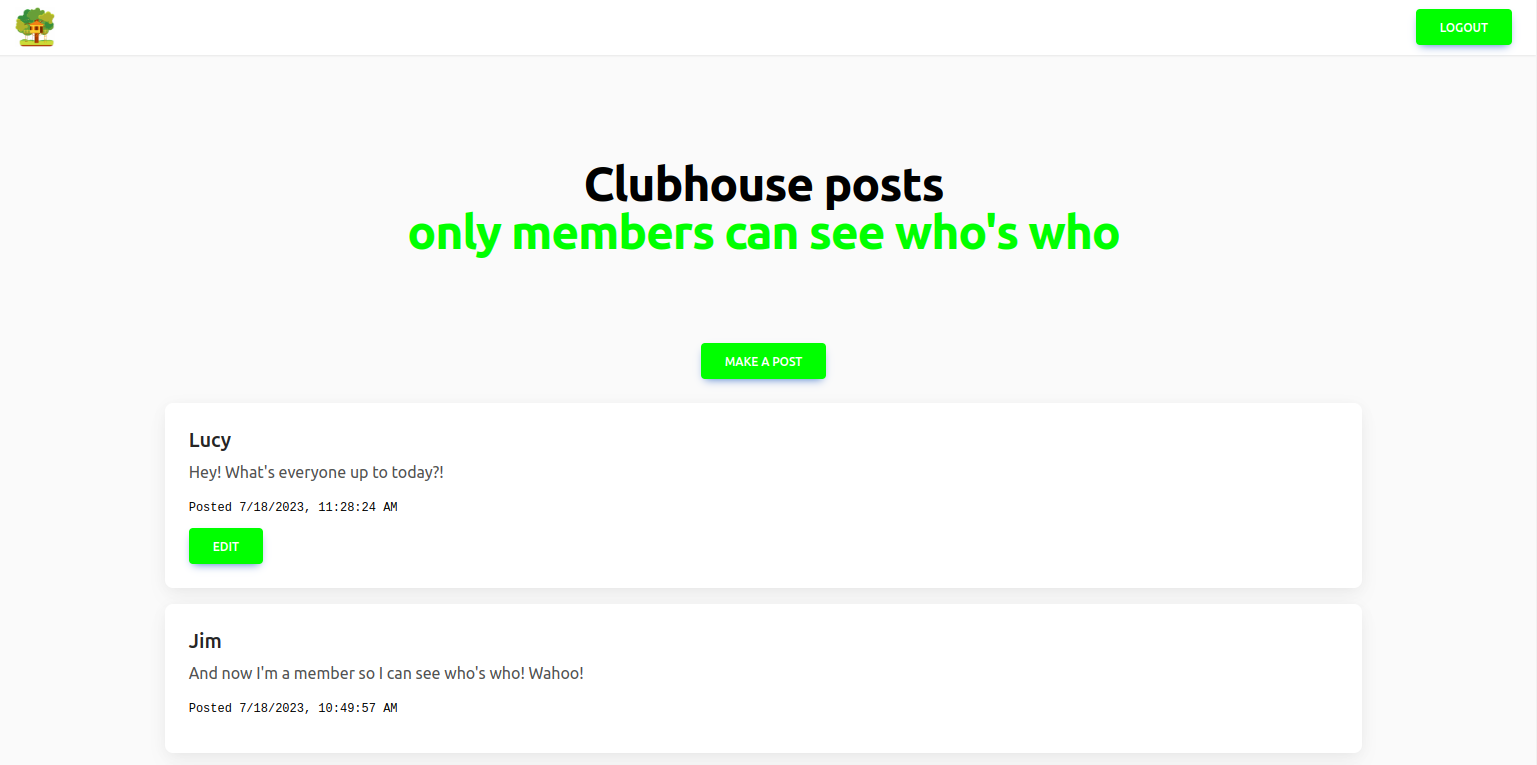 LOGOUT
Clubhouse posts
only members can see who's who
MAKE A POST
Lucy
Hey! What's everyone up to today?!
Posted 7/18/2023, 11:28:24 AM
EDIT
Jim
And now I'm a member so I can see who's who! Wahoo!
Posted 7/18/2023, 10:49:57 AM